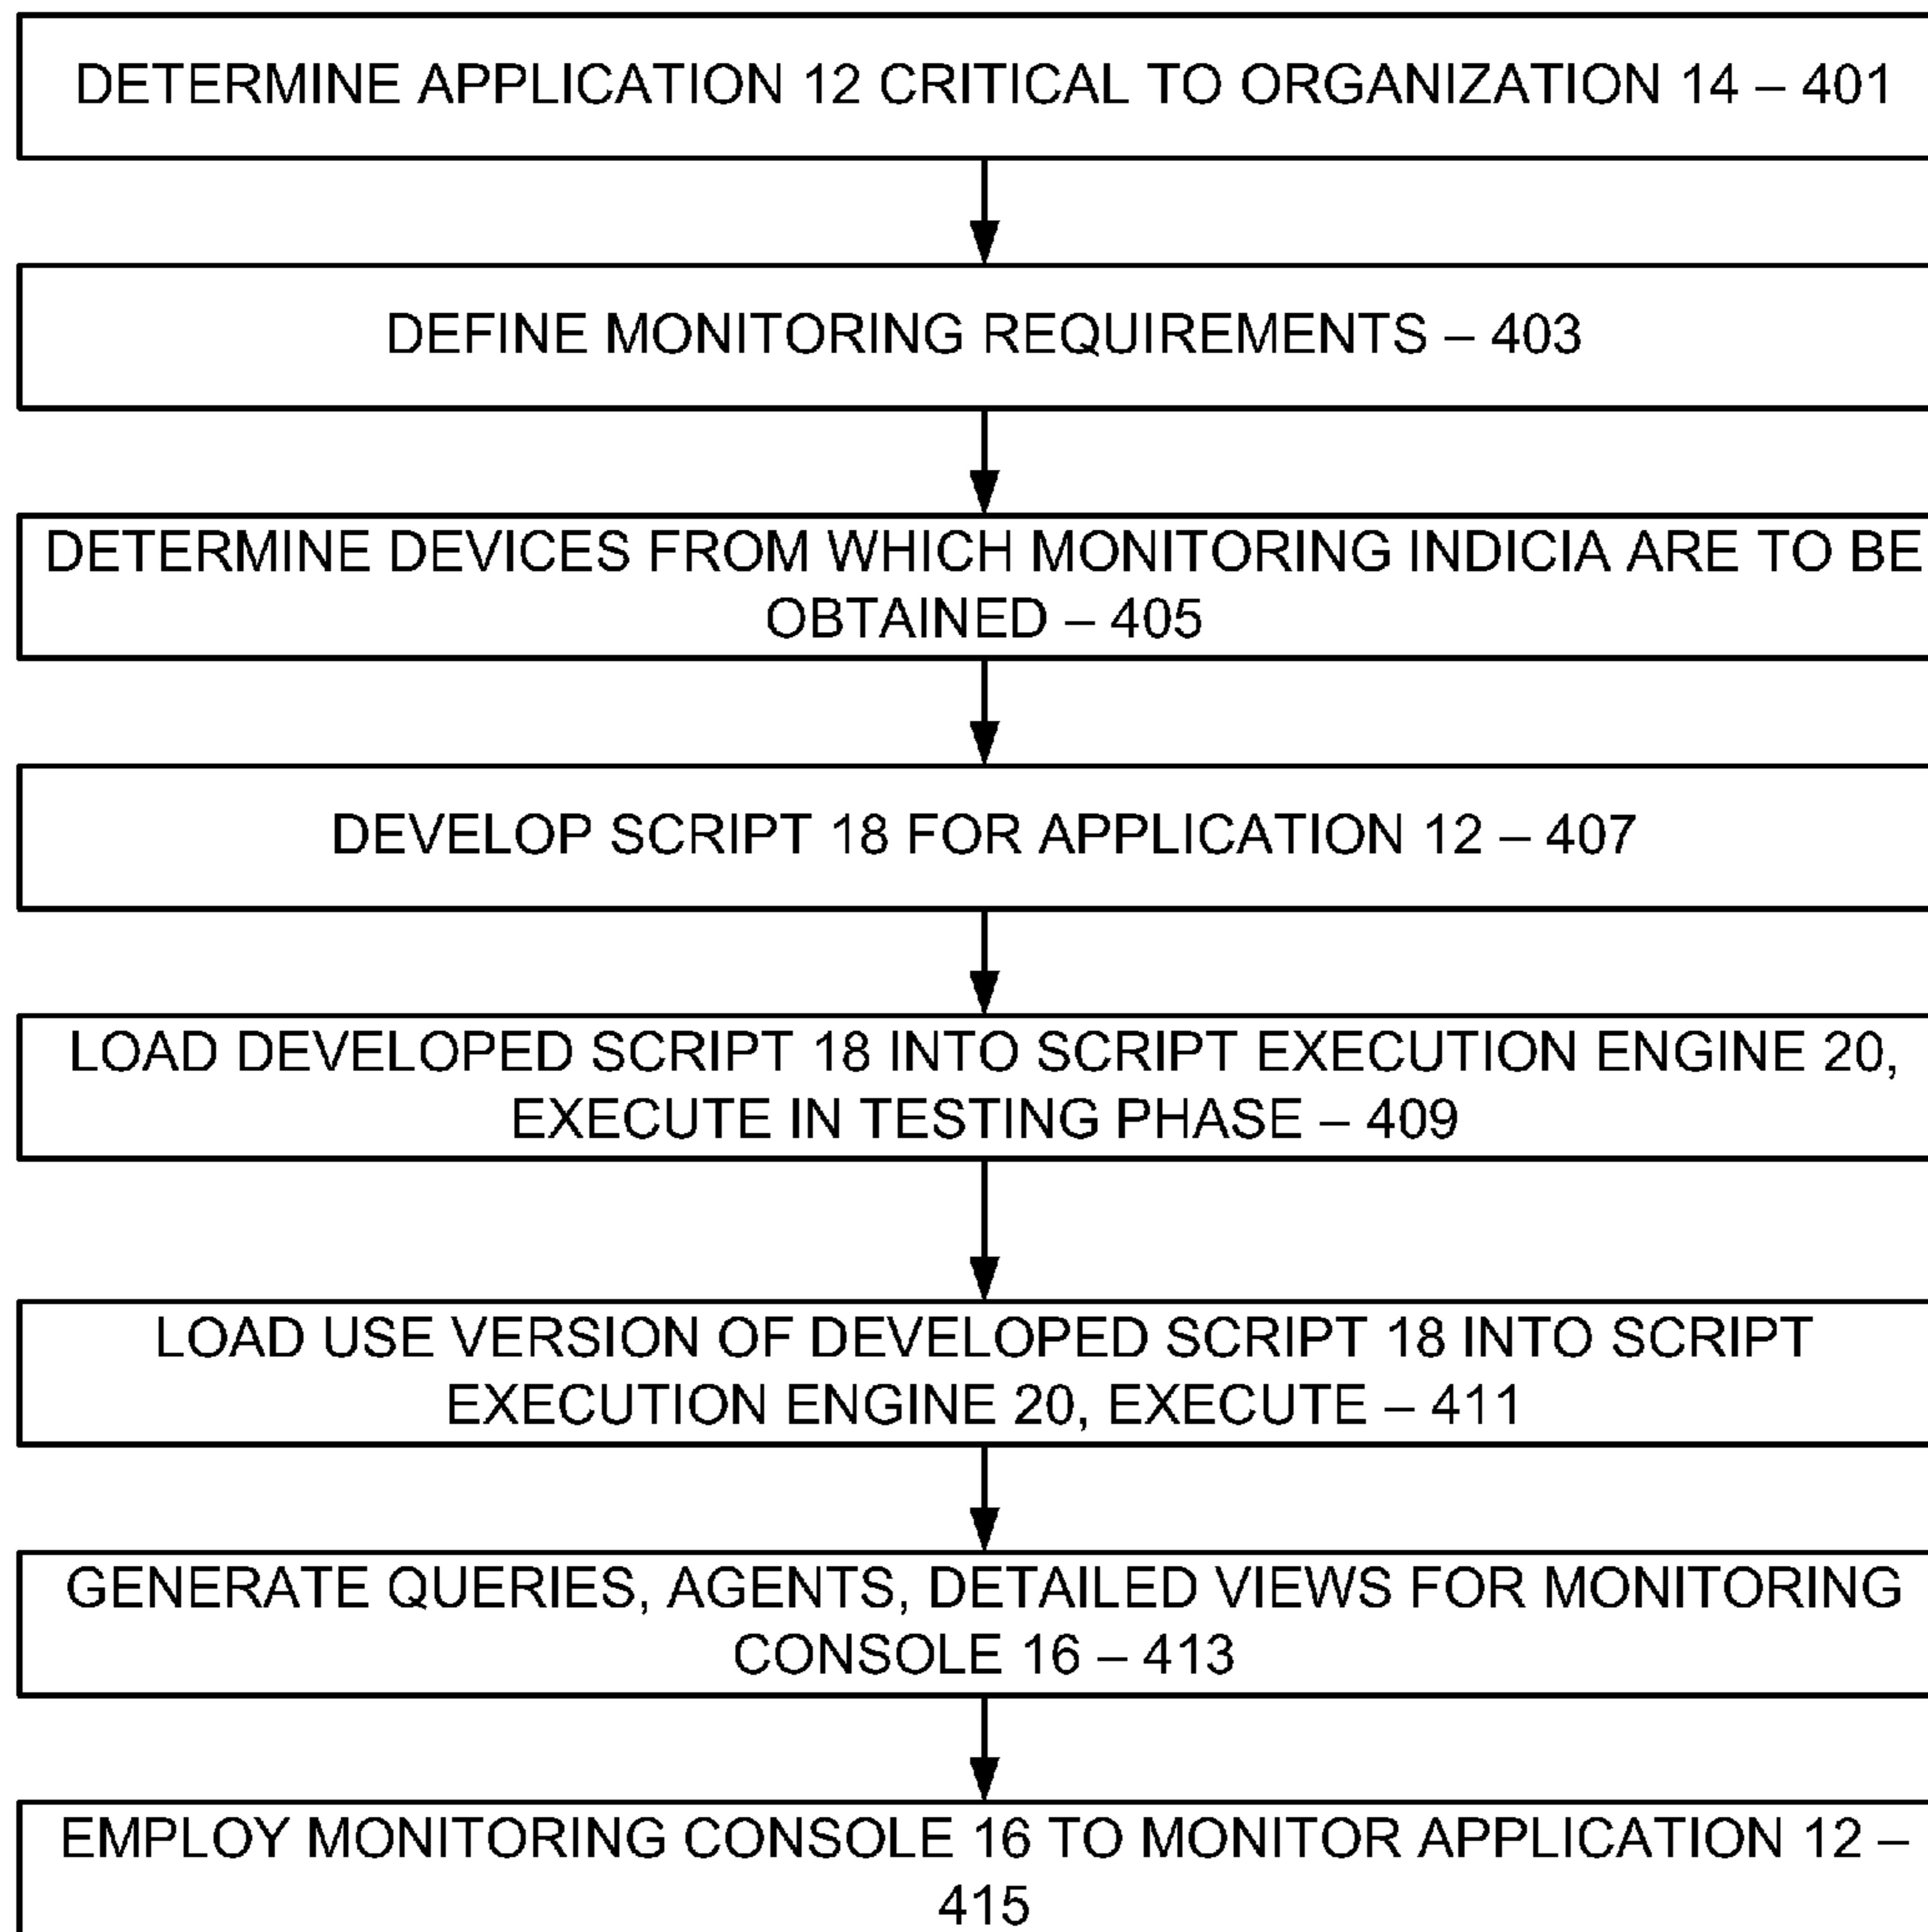 DETERMINE APPLICATION 12 CRITICAL TO ORGANIZATION 14 – 401
DEFINE MONITORING REQUIREMENTS – 403
DETERMINE DEVICES FROM WHICH MONITORING INDICIA ARE TO BE
OBTAINED – 405
DEVELOP SCRIPT 18 FOR APPLICATION 12 – 407
LOAD DEVELOPED SCRIPT 18 INTO SCRIPT EXECUTION ENGINE 20,
EXECUTE IN TESTING PHASE – 409
LOAD USE VERSION OF DEVELOPED SCRIPT 18 INTO SCRIPT
EXECUTION ENGINE 20, EXECUTE – 411
GENERATE QUERIES, AGENTS, DETAILED VIEWS FOR MONITORING
CONSOLE 16 – 413
EMPLOY MONITORING CONSOLE 16 TO MONITOR APPLICATION 12 –
415